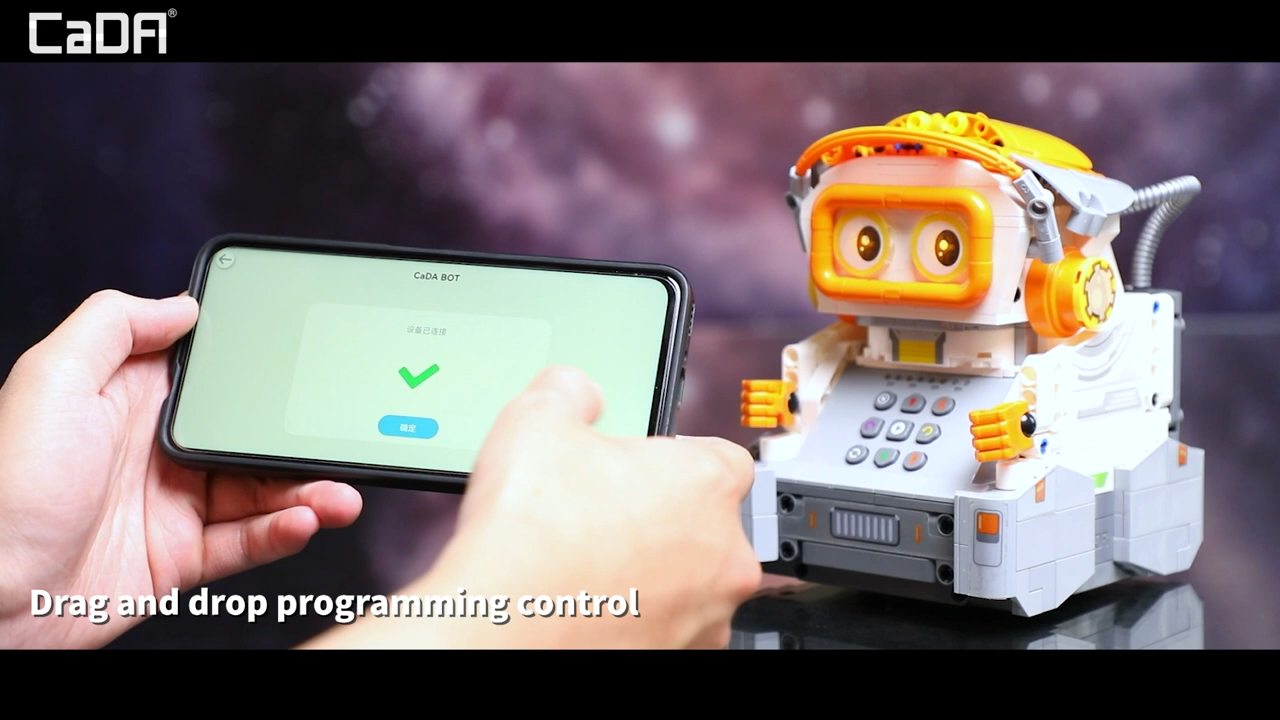 CaDA®
CaDA BOT
设备已连接
确定
Drag and drop programming control